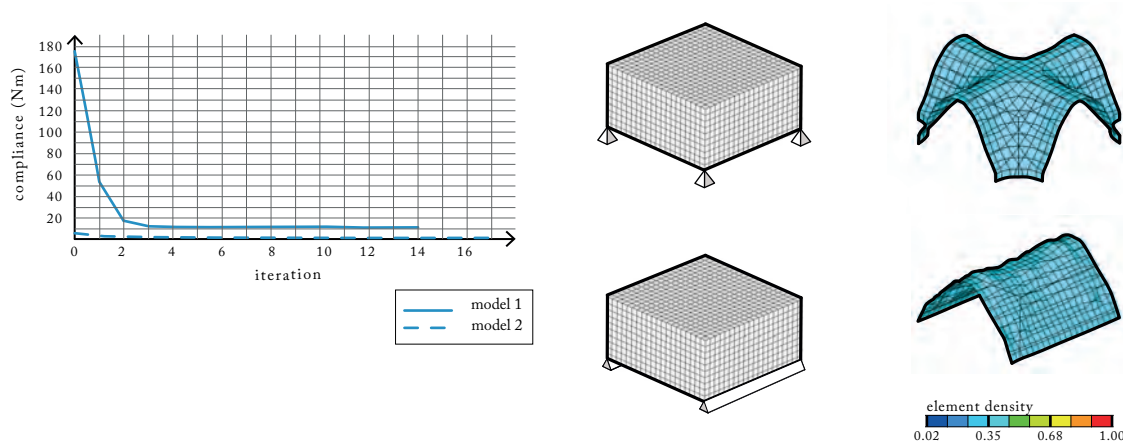 180
160
140
120
100
80
60
40
20
compliance (Nm)
0 2 4 6 8 10 12 14 16
iteration
model 1
model 2
element density
0.02 0.35 0.68 1.00